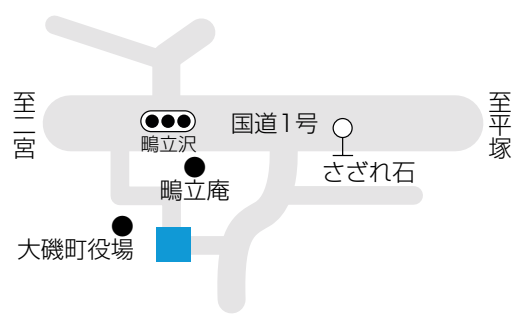 至二宮
国道1号
至平塚
鴫立沢
さざれ石
鴫立庵
大磯町役場